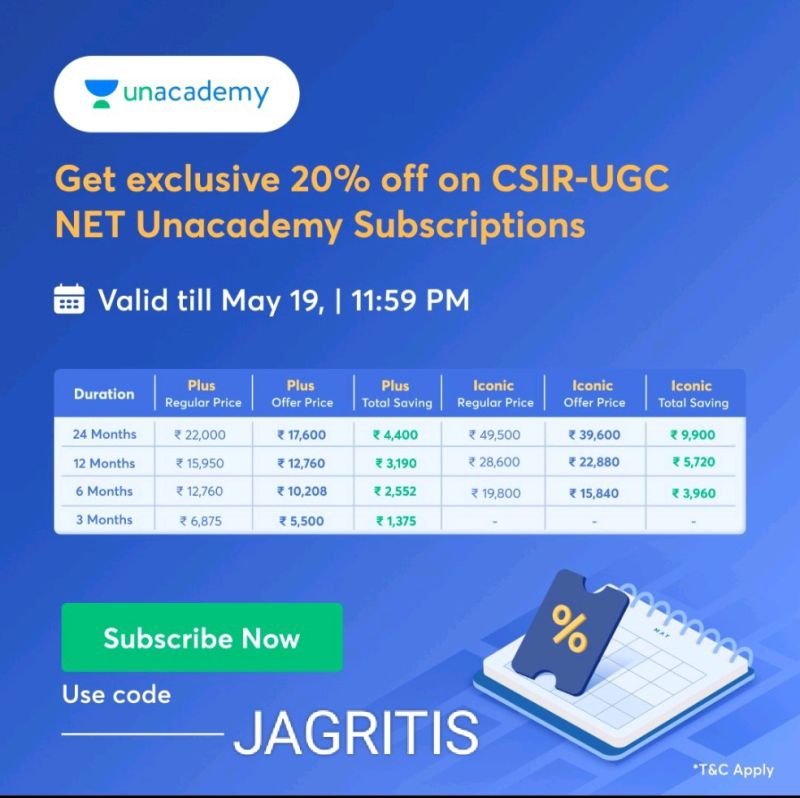 unacademy
Get exclusive 20% off on CSIR-UGC
NET Unacademy Subscriptions
Valid till May 19, | 11:59 PM
Duration Plus Regular Price Plus Offer Price Plus Total Saving Iconic Regular Price Iconic Offer Price Iconic Total Saving
24 Months ₹ 22,000 ₹ 17,600 ₹ 4,400 ₹ 49,500 ₹ 39,600 ₹ 9,900
12 Months ₹ 15,950 ₹ 12,760 ₹ 3,190 ₹ 28,600 ₹ 22,880 ₹ 5,720
6 Months ₹ 12,760 ₹ 10,208 ₹ 2,552 ₹ 19,800 ₹ 15,840 ₹ 3,960
3 Months ₹ 6,875 ₹ 5,500 ₹ 1,375 - - -
%
MAY
Subscribe Now
Use code
JAGRITIS
*T&C Apply